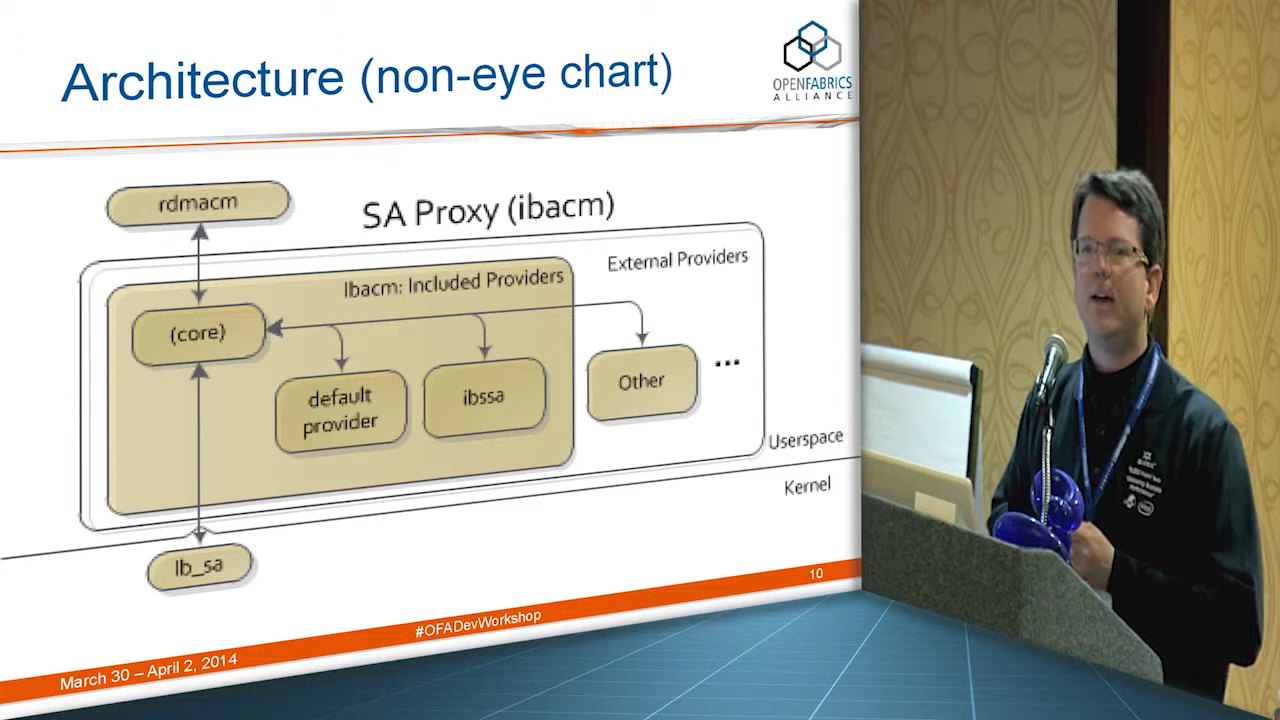 Architecture (non-eye chart)
OPENFABRICS
ALLIANCE
rdmacm
SA Proxy (ibacm)
External Providers
Ibacm: Included Providers
(core)
default
provider
ibssa
Other
...
Userspace
Kernel
Ib_sa
10
#OFADevWorkshop
March 30 – April 2, 2014